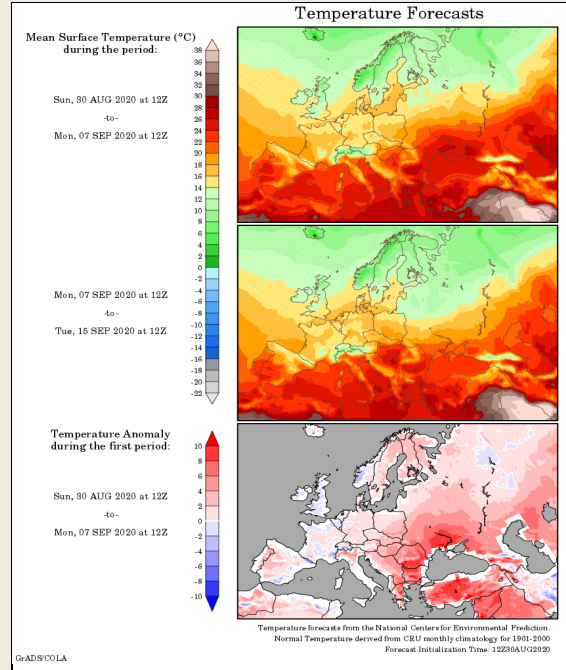 Temperature Forecasts
Mean Surface Temperature (°C)
during the period:
Sun, 30 AUG 2020 at 12Z
-to-
Mon, 07 SEP 2020 at 12Z
38
36
34
32
30
28
26
24
22
20
18
16
14
12
10
8
6
4
2
0
-2
-4
-6
-8
-10
-12
-14
-16
-18
-20
-22
Mon, 07 SEP 2020 at 12Z
-to-
Tue, 15 SEP 2020 at 12Z
Temperature Anomaly
during the first period:
Sun, 30 AUG 2020 at 12Z
-to-
Mon, 07 SEP 2020 at 12Z
10
8
6
4
2
0
-2
-4
-6
-8
-10
Temperature forecasts from the National Centers for Environmental Prediction.
Normal Temperature derived from CRU monthly climatology for 1901-2000
Forecast Initialization Time: 12Z30AUG2020
GrADS/COLA